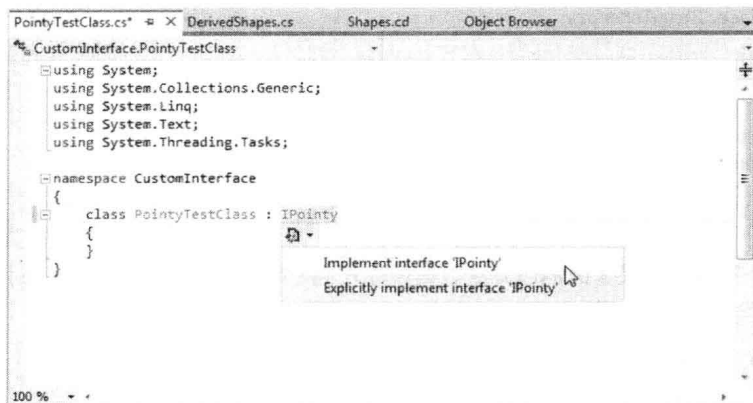 PointyTestClass.cs* DerivedShapes.cs Shapes.cd Object Browser
CustomInterface.PointyTestClass
using System;
using System.Collections.Generic;
using System.Linq;
using System.Text;
using System.Threading.Tasks;
namespace CustomInterface
{
class PointyTestClass : IPointy
{
}
}
Implement interface 'IPointy'
Explicitly implement interface 'IPointy'
100 %